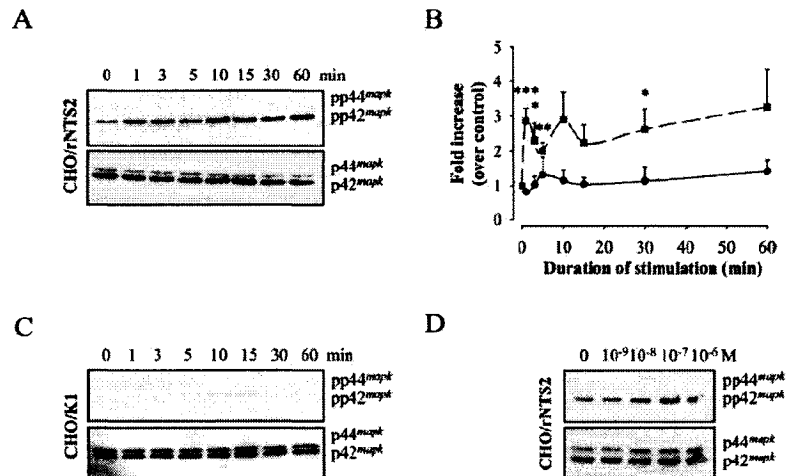 A
0 1 3 5 10 15 30 60 min
CHO/rNTS2
pp44mapk
pp42mapk
p44mapk
p42mapk
B
Fold increase
(over control)
5
4
3
2
1
0
***
*
*
**
*
0 10 20 30 40 50 60
Duration of stimulation (min)
C
0 1 3 5 10 15 30 60 min
CHO/K1
pp44mapk
pp42mapk
p44mapk
p42mapk
D
0 10-9 10-8 10-7 10-6 M
CHO/rNTS2
pp44mapk
pp42mapk
p44mapk
p42mapk